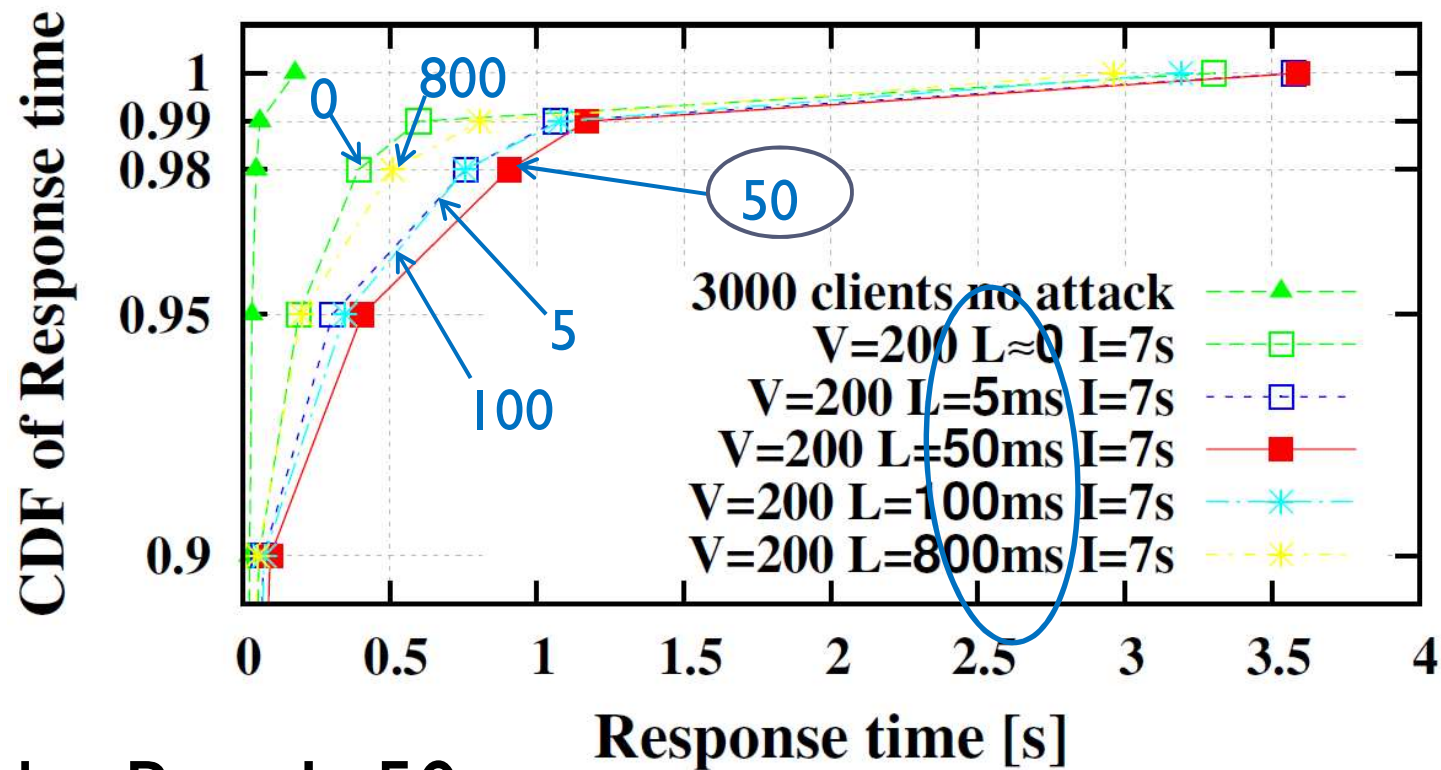 CDF of Response time
1
0.99
0.98
0.95
0.9
0
800
50
5
100
3000 clients no attack
V=200 L≈0 I=7s
V=200 L=5ms I=7s
V=200 L=50ms I=7s
V=200 L=100ms I=7s
V=200 L=800ms I=7s
0 0.5 1 1.5 2 2.5 3 3.5 4
Response time [s]